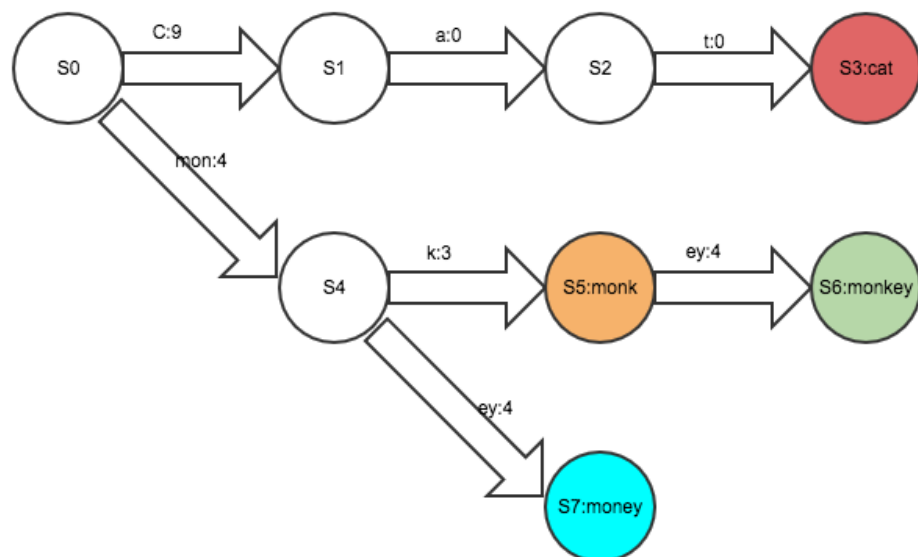 C:9
a:0
t:0
S0
S1
S2
S3:cat
mon:4
k:3
ey:4
S4
S5:monk
S6:monkey
ey:4
S7:money